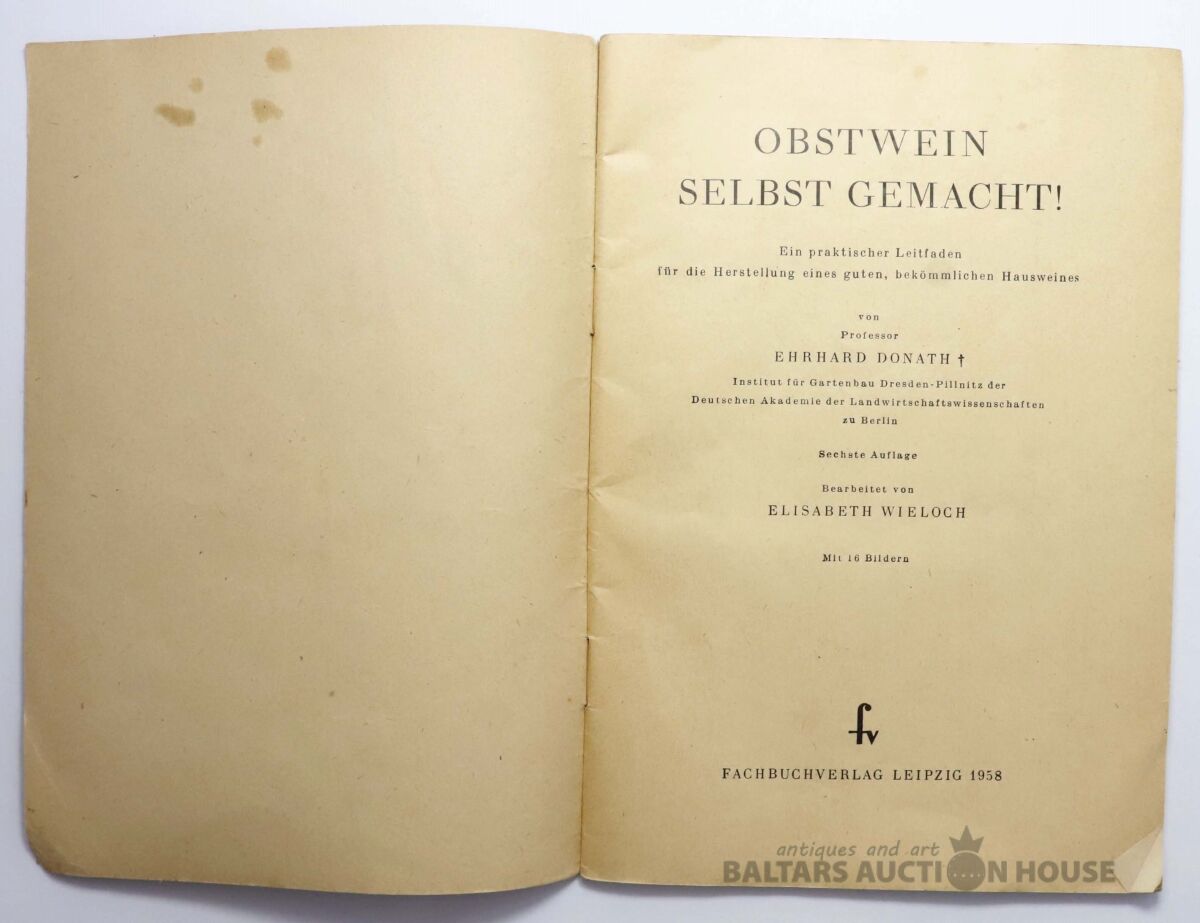 OBSTWEIN
SELBST GEMACHT!
Ein praktischer Leitfaden
für die Herstellung eines guten, bekömmlichen Hausweines
von
Professor
EHRHARD DONATH †
Institut für Gartenbau Dresden-Pillnitz der
Deutschen Akademie der Landwirtschaftswissenschaften
zu Berlin
Sechste Auflage
Bearbeitet von
ELISABETH WIELOCH
Mit 16 Bildern
fv
FACHBUCHVERLAG LEIPZIG 1958
antiques and art
BALTARS AUCTION HOUSE